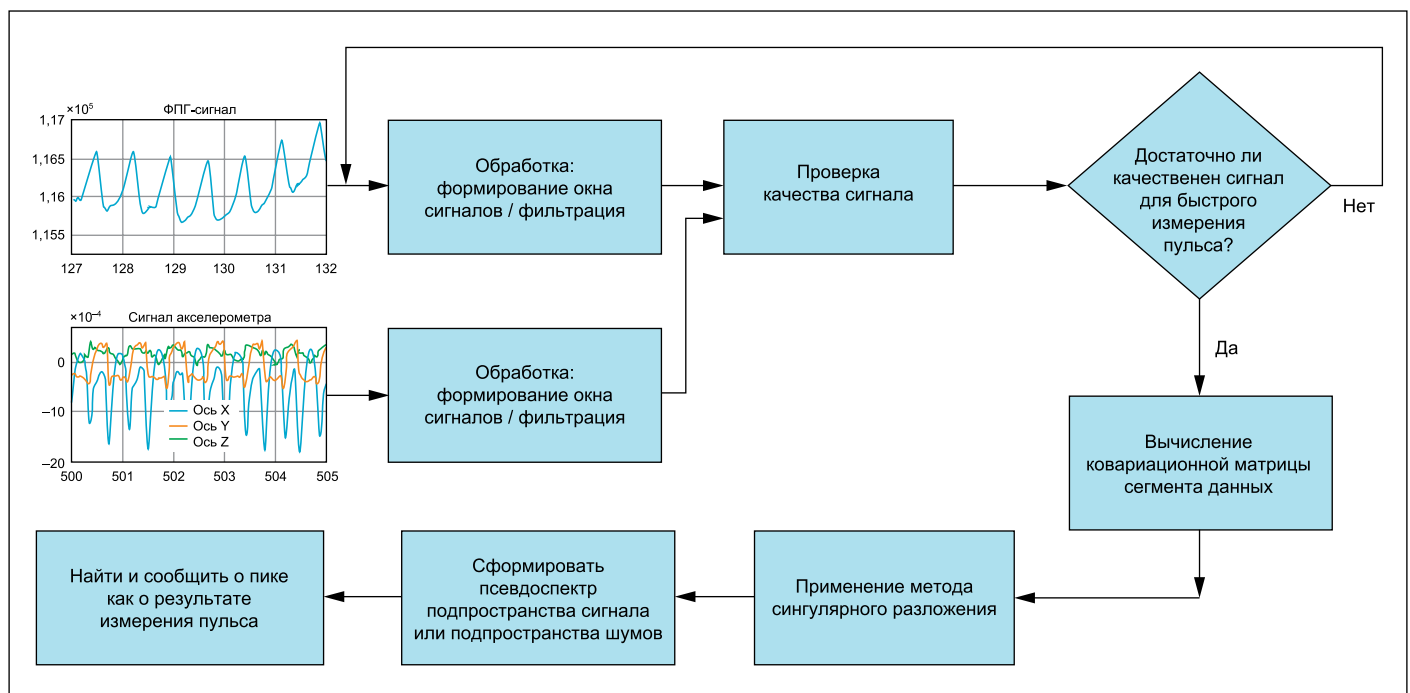 ×10⁵
ФПГ-сигнал
1,17
1,165
1,16
1,155
127
128
129
130
131
132
Обработка:
формирование окна
сигналов / фильтрация
Проверка
качества сигнала
Достаточно ли
качественен сигнал
для быстрого
измерения
пульса?
Нет
Да
×10⁻⁴
Сигнал акселерометра
0
–10
–20
Ось X
Ось Y
Ось Z
500
501
502
503
504
505
Обработка:
формирование окна
сигналов / фильтрация
Вычисление
ковариационной матрицы
сегмента данных
Применение метода
сингулярного разложения
Сформировать
псевдоспектр
подпространства сигнала
или подпространства шумов
Найти и сообщить о пике
как о результате
измерения пульса